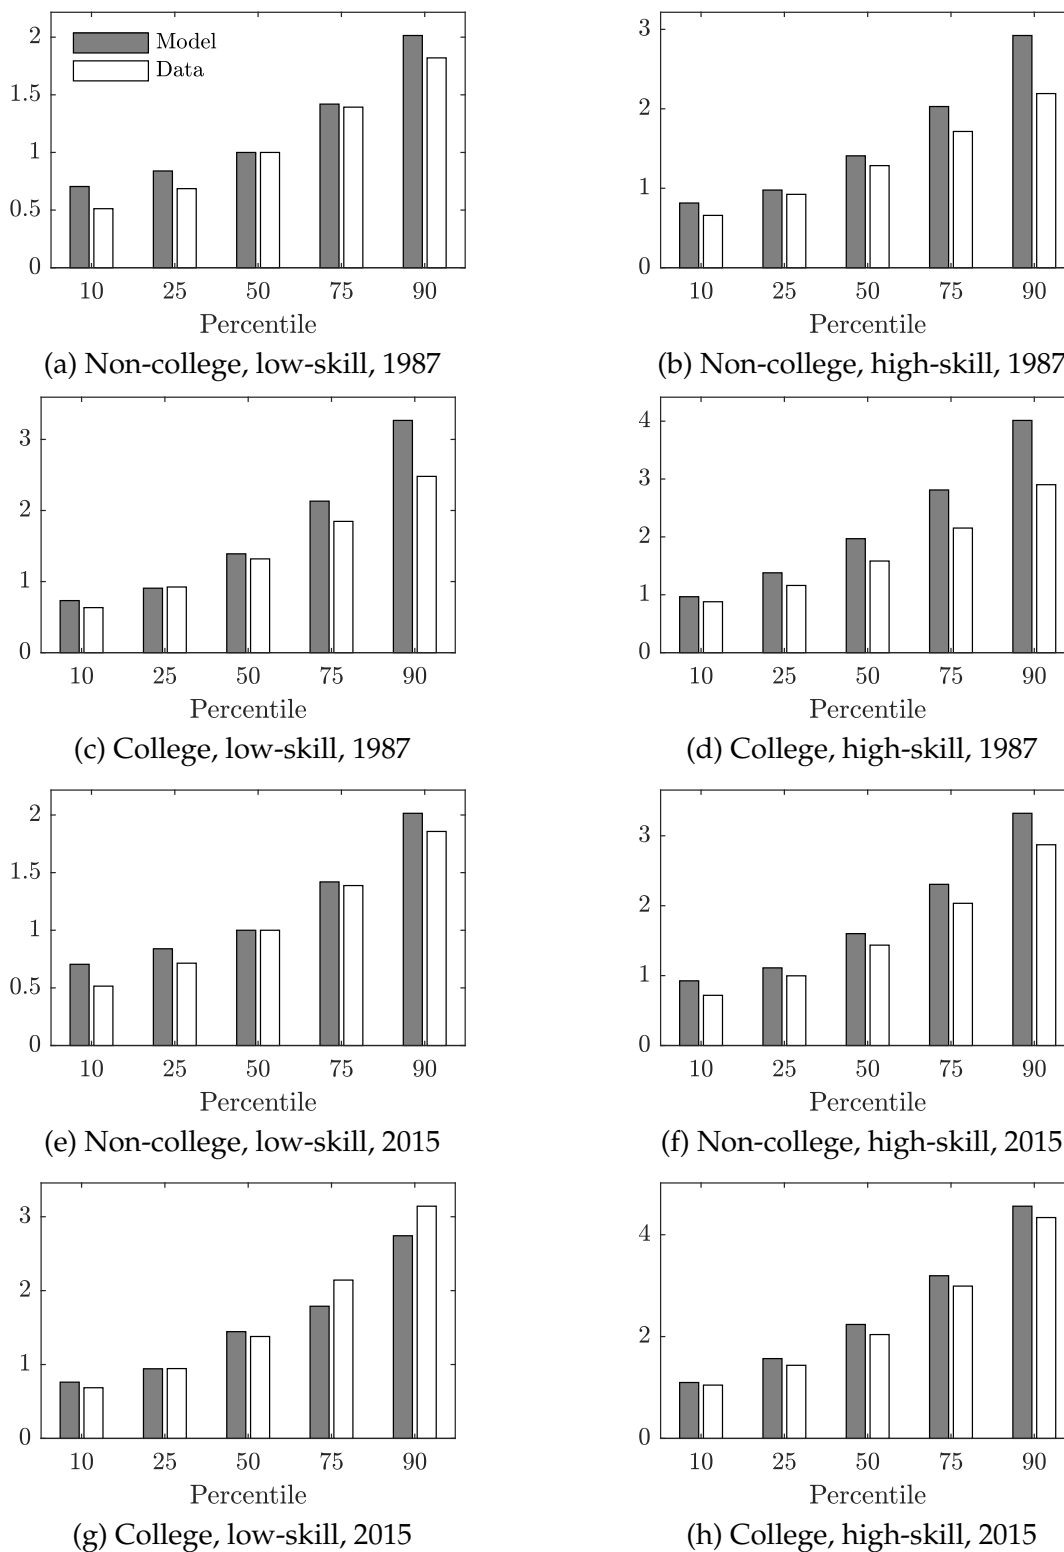 2
1.5
1
0.5
0
Model
Data
10 25 50 75 90
Percentile
(a) Non-college, low-skill, 1987
3
2
1
0
10 25 50 75 90
Percentile
(b) Non-college, high-skill, 1987
3
2
1
0
10 25 50 75 90
Percentile
(c) College, low-skill, 1987
4
3
2
1
0
10 25 50 75 90
Percentile
(d) College, high-skill, 1987
2
1.5
1
0.5
0
10 25 50 75 90
Percentile
(e) Non-college, low-skill, 2015
3
2
1
0
10 25 50 75 90
Percentile
(f) Non-college, high-skill, 2015
3
2
1
0
10 25 50 75 90
Percentile
(g) College, low-skill, 2015
4
2
0
10 25 50 75 90
Percentile
(h) College, high-skill, 2015